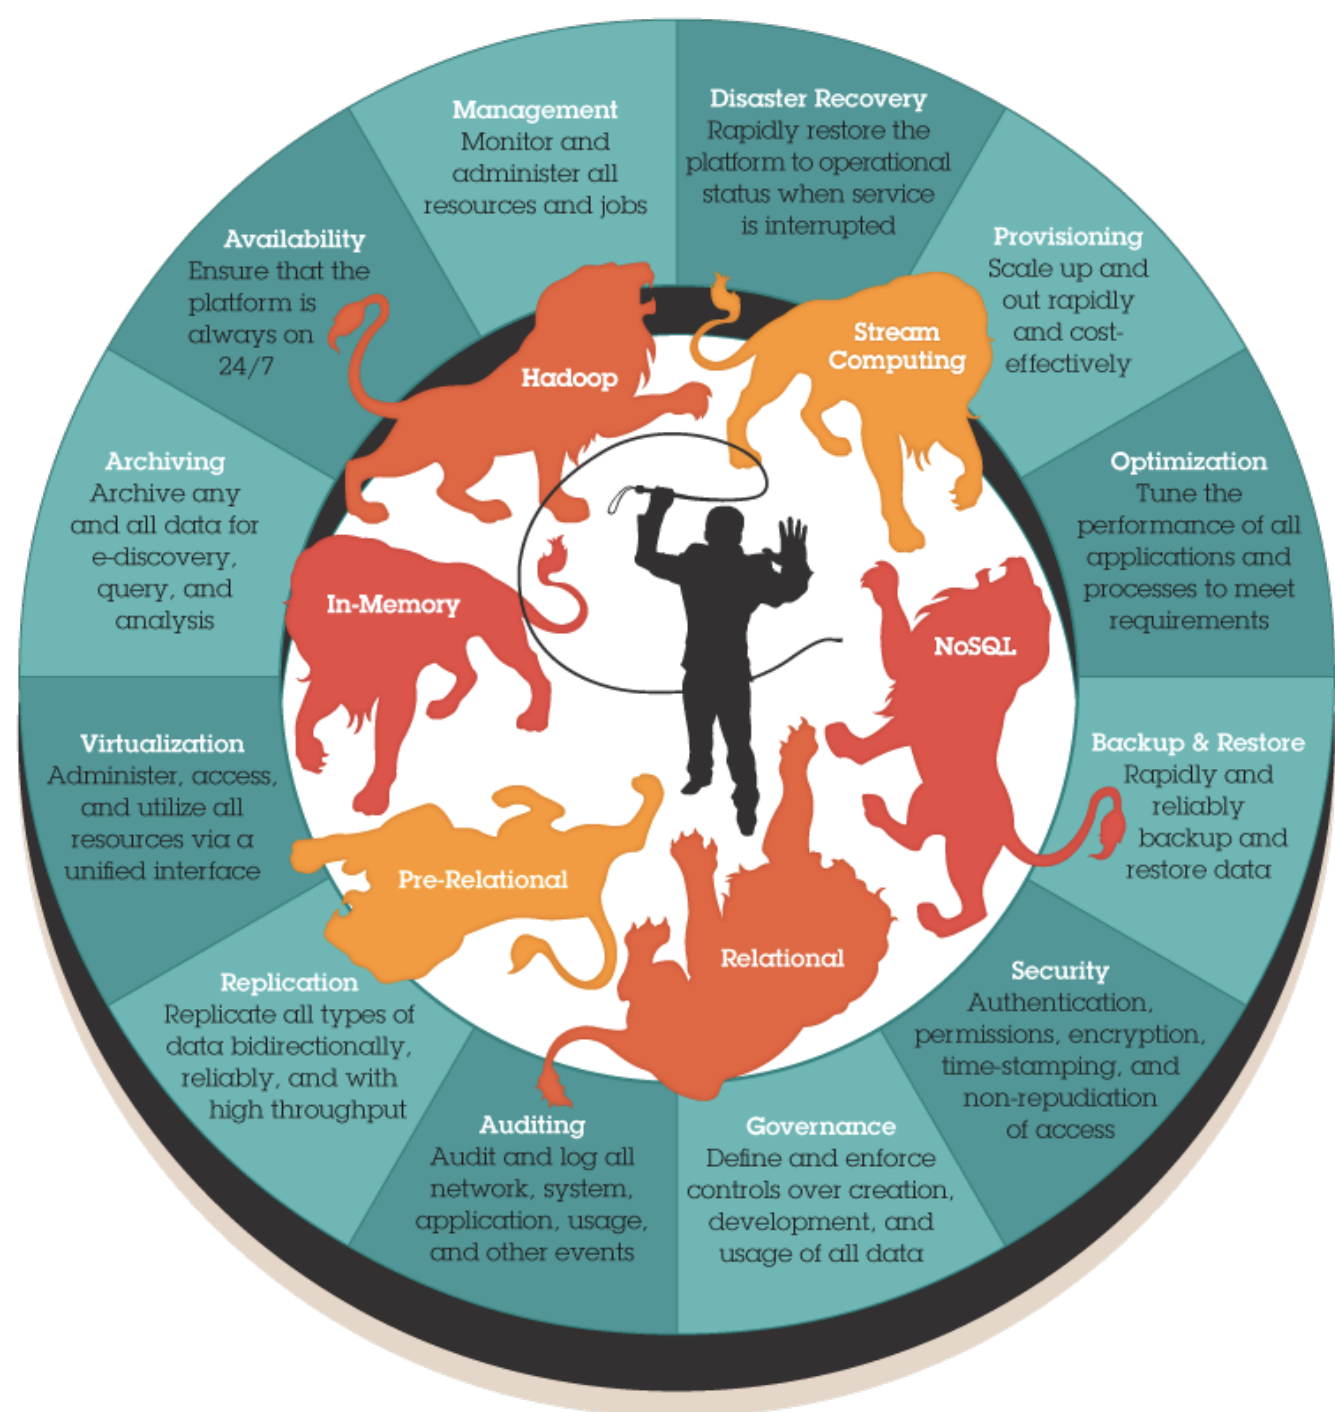 Management
Monitor and
administer all
resources and jobs
Disaster Recovery
Rapidly restore the
platform to operational
status when service
is interrupted
Provisioning
Scale up and
out rapidly
and cost-
effectively
Optimization
Tune the
performance of all
applications and
processes to meet
requirements
Backup & Restore
Rapidly and
reliably
backup and
restore data
Security
Authentication,
permissions, encryption,
time-stamping, and
non-repudiation
of access
Governance
Define and enforce
controls over creation,
development, and
usage of all data
Auditing
Audit and log all
network, system,
application, usage,
and other events
Replication
Replicate all types of
data bidirectionally,
reliably, and with
high throughput
Virtualization
Administer, access,
and utilize all
resources via a
unified interface
Archiving
Archive any
and all data for
e-discovery,
query, and
analysis
Availability
Ensure that the
platform is
always on
24/7
Hadoop
Stream
Computing
NoSQL
Relational
Pre-Relational
In-Memory